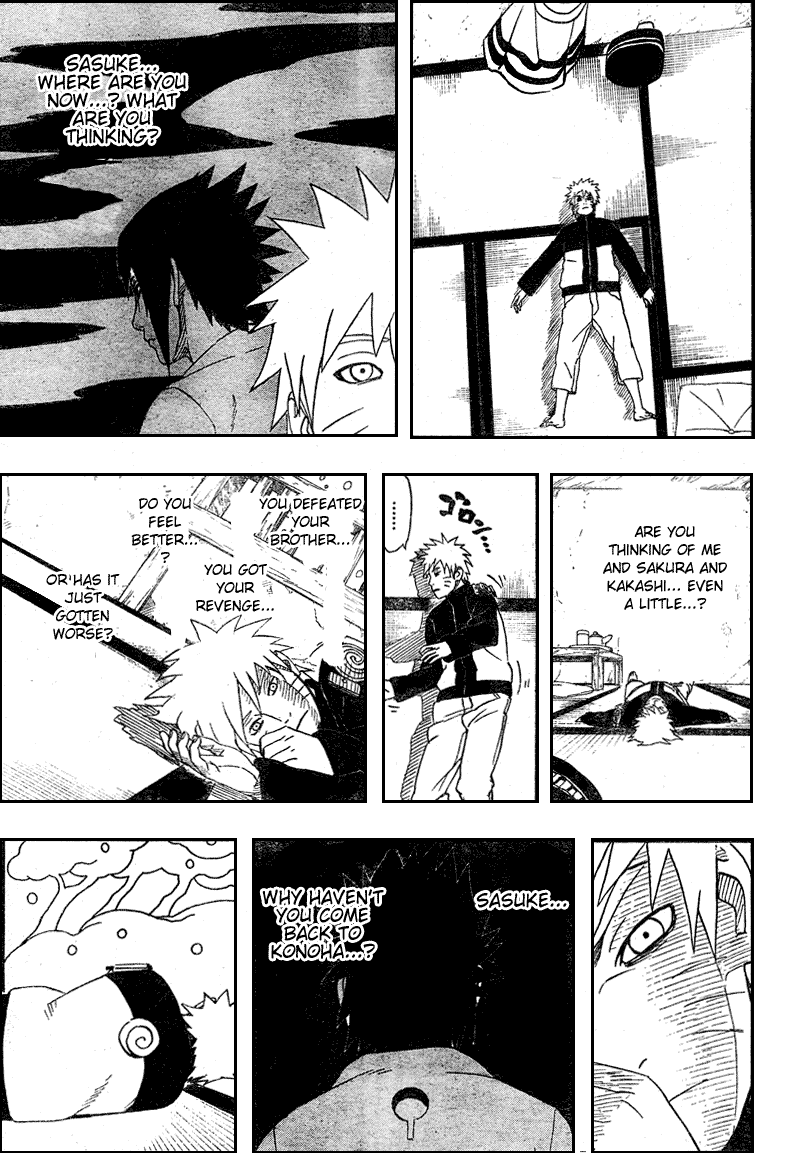 SASUKE...
WHERE ARE YOU
NOW....? WHAT
ARE YOU
THINKING?
ARE YOU
THINKING OF ME
AND SAKURA AND
KAKASHI... EVEN
A LITTLE...?
ゴロン…
………
YOU DEFEATED
YOUR
BROTHER...
YOU GOT
YOUR
REVENGE...
DO YOU
FEEL
BETTER...
?
OR HAS IT
JUST
GOTTEN
WORSE?
SASUKE...
WHY HAVEN'T
YOU COME
BACK TO
KONOHA...?